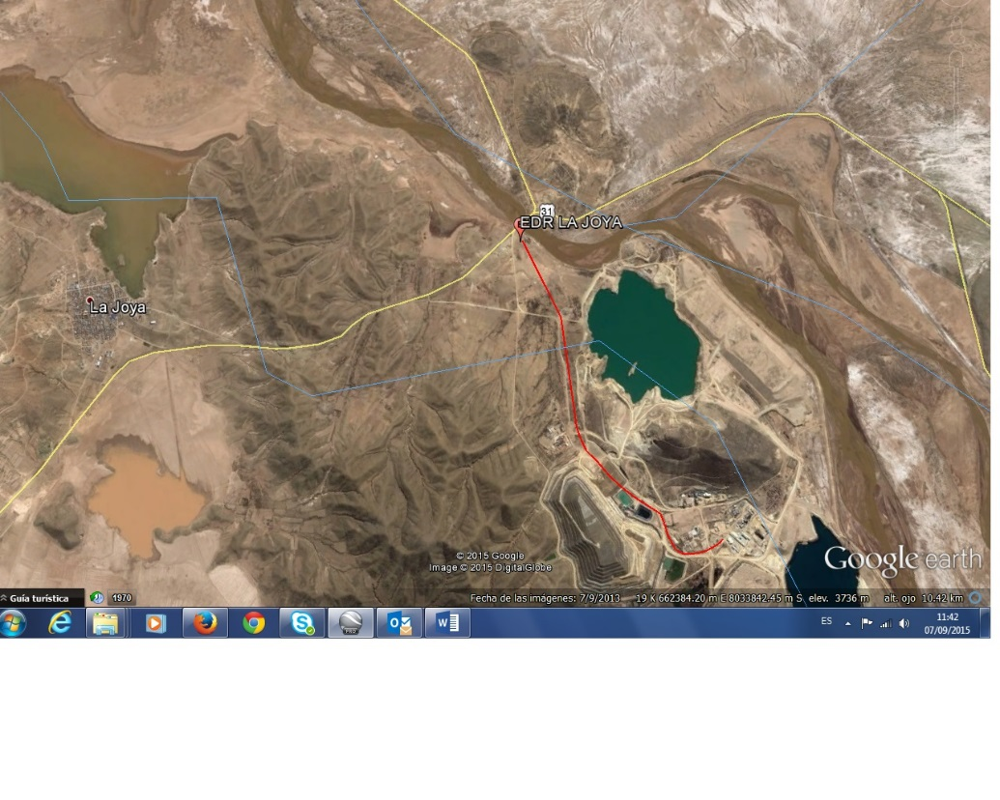 31
EDR LA JOYA
La Joya
© 2015 Google
Image © 2015 DigitalGlobe
Google earth
Guía turística
1970
Fecha de las imágenes: 7/9/2013 19 K 662384.20 m E 8033842.45 m S elev. 3736 m alt. ojo 10.42 km
PRO
ES
11:42
07/09/2015